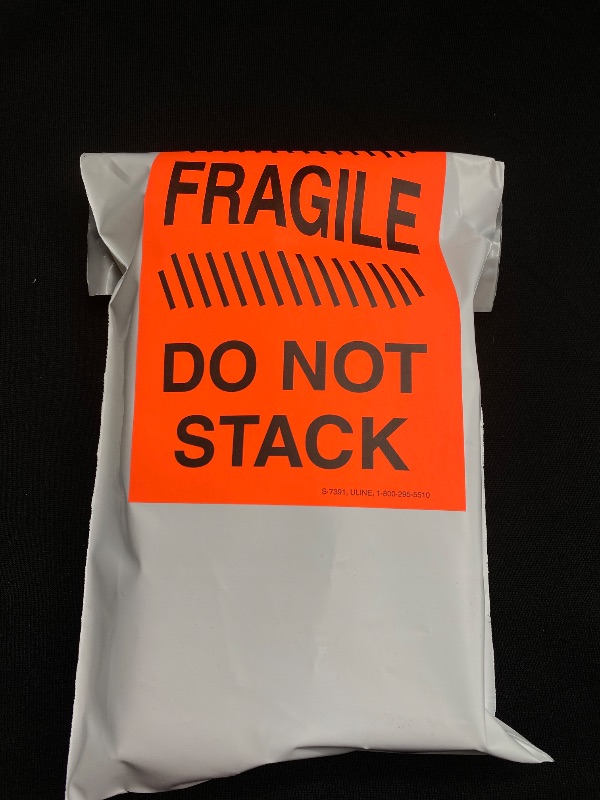 FRAGILE
DO NOT
STACK
S-7391, ULINE, 1-800-295-5510